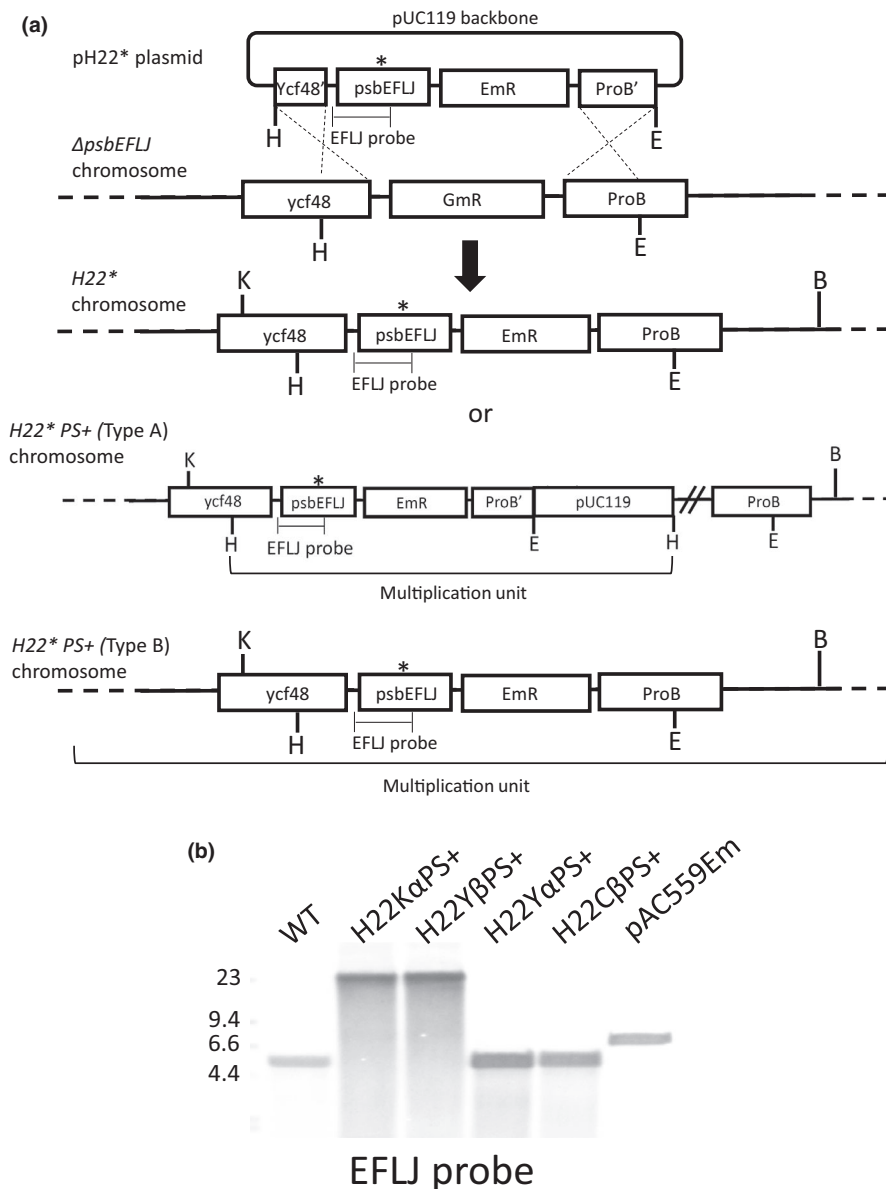 (a)
pUC119 backbone
pH22* plasmid
*
Ycf48' psbEFLJ EmR ProB'
H EFLJ probe E
ΔpsbEFLJ
chromosome
ycf48 GmR ProB
H E
H22*
chromosome
K * B
ycf48 psbEFLJ EmR ProB
H EFLJ probe E
or
H22* PS+ (Type A)
chromosome
K * B
ycf48 psbEFLJ EmR ProB' pUC119 ProB
H EFLJ probe E H E
Multiplication unit
H22* PS+ (Type B)
chromosome
K * B
ycf48 psbEFLJ EmR ProB
H EFLJ probe E
Multiplication unit
(b)
WT H22KαPS+ H22YβPS+ H22YαPS+ H22CβPS+ pAC559Em
23
9.4
6.6
4.4
EFLJ probe